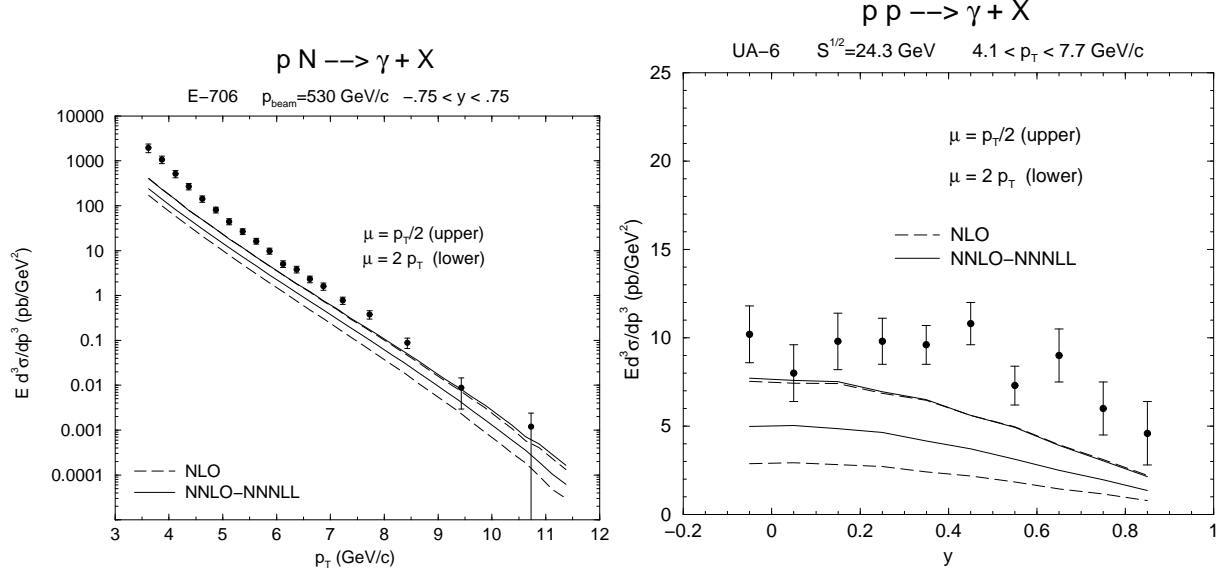 p N −−> γ + X
E−706 p_beam=530 GeV/c −.75 < y < .75
10000
1000
100
10
1
0.1
0.01
0.001
0.0001
E d³σ/dp³ (pb/GeV²)
μ = p_T/2 (upper)
μ = 2 p_T (lower)
NLO
NNLO−NNNLL
3 4 5 6 7 8 9 10 11 12
p_T (GeV/c)
p p −−> γ + X
UA−6 S^1/2=24.3 GeV 4.1 < p_T < 7.7 GeV/c
25
20
15
10
5
0
Ed³σ/dp³ (pb/GeV²)
μ = p_T/2 (upper)
μ = 2 p_T (lower)
NLO
NNLO−NNNLL
−0.2 0 0.2 0.4 0.6 0.8 1
y